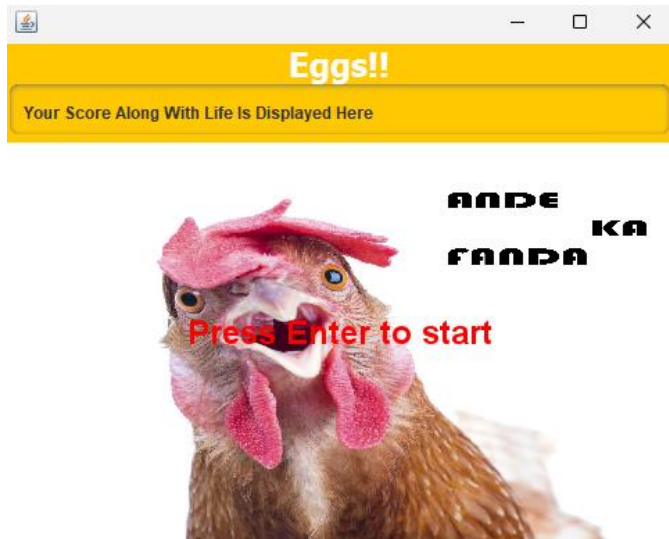 Eggs!!
Your Score Along With Life Is Displayed Here
ANDE
KA
FANDA
Press Enter to start